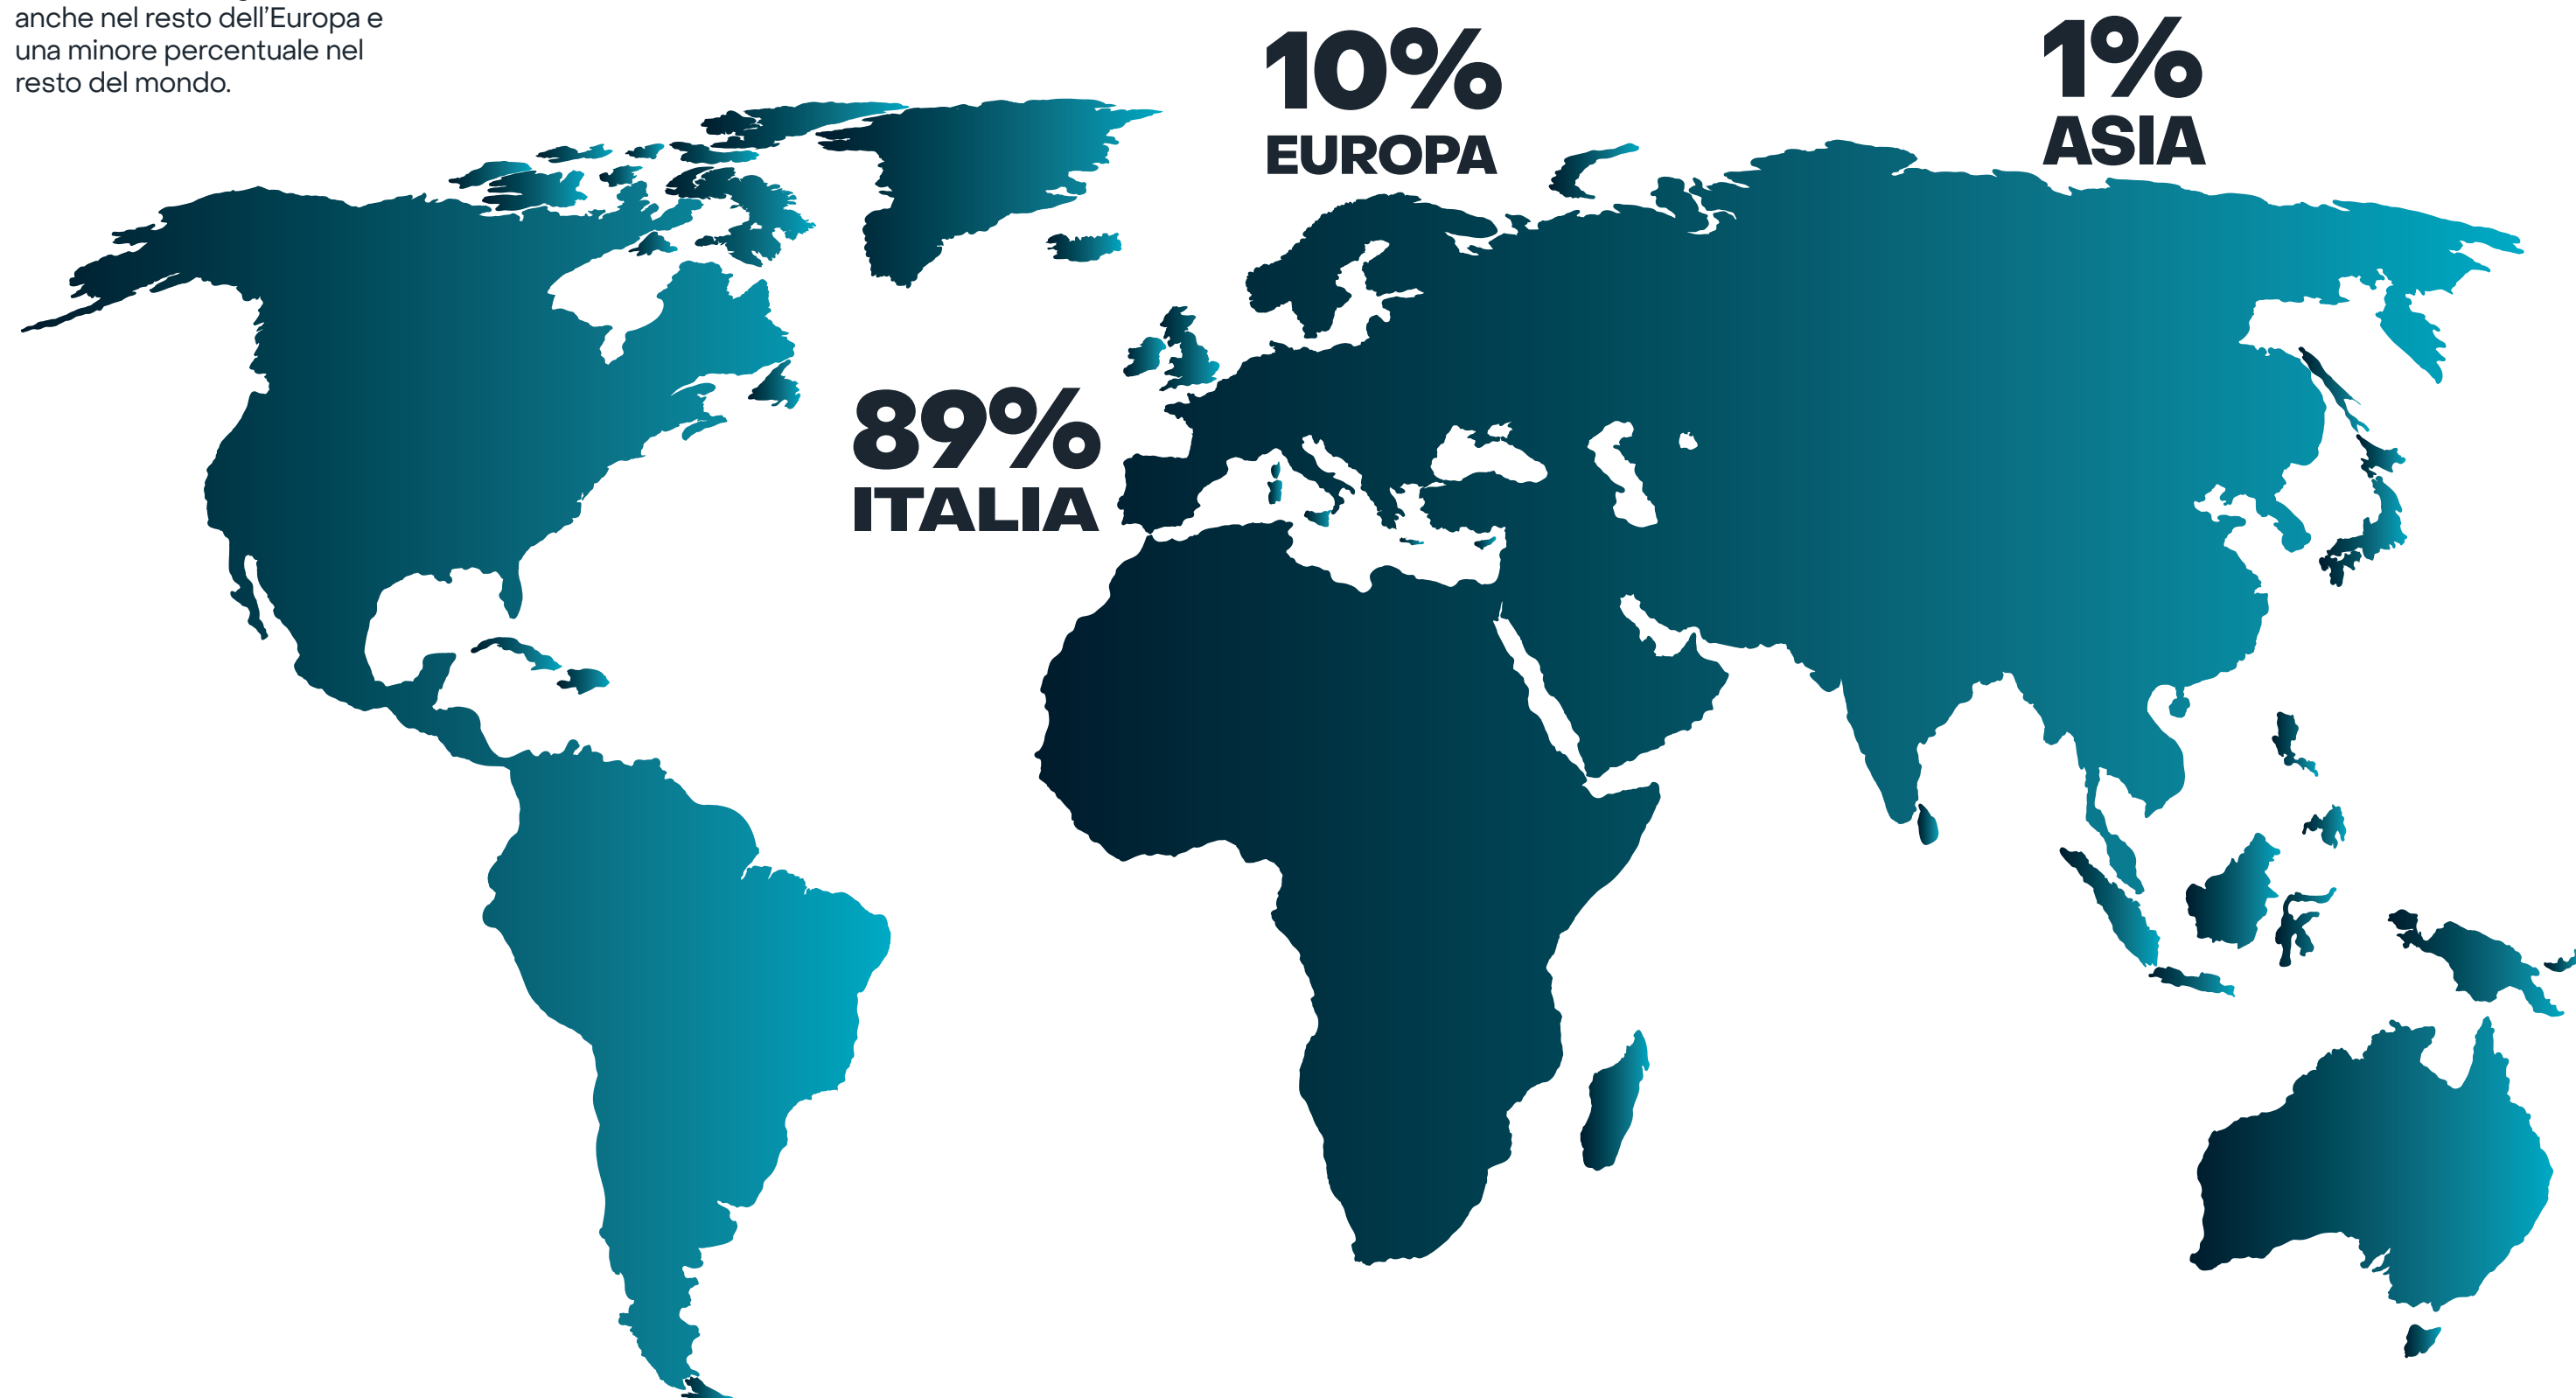 anche nel resto dell'Europa e
una minore percentuale nel
resto del mondo.
10%
EUROPA
1%
ASIA
89%
ITALIA